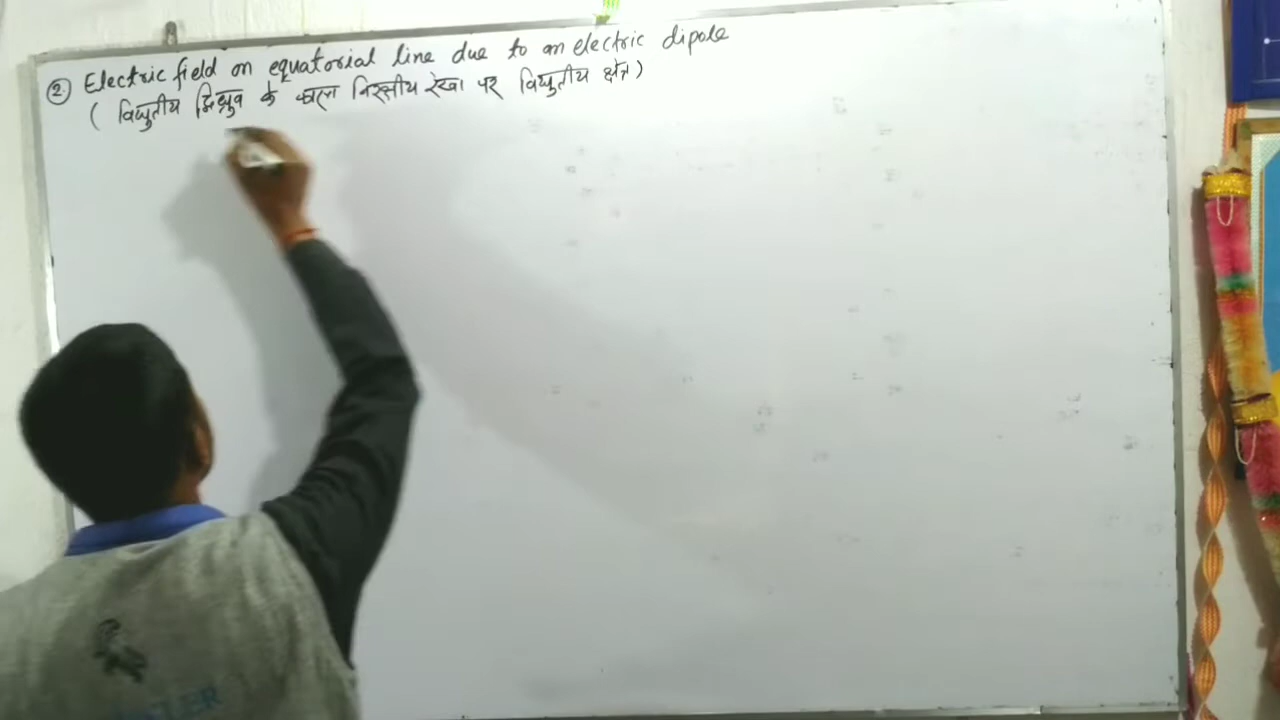 ② Electric field on equatorial line due to an electric dipole
( विद्युतीय द्विध्रुव के कारण निरक्षीय रेखा पर विद्युतीय क्षेत्र )